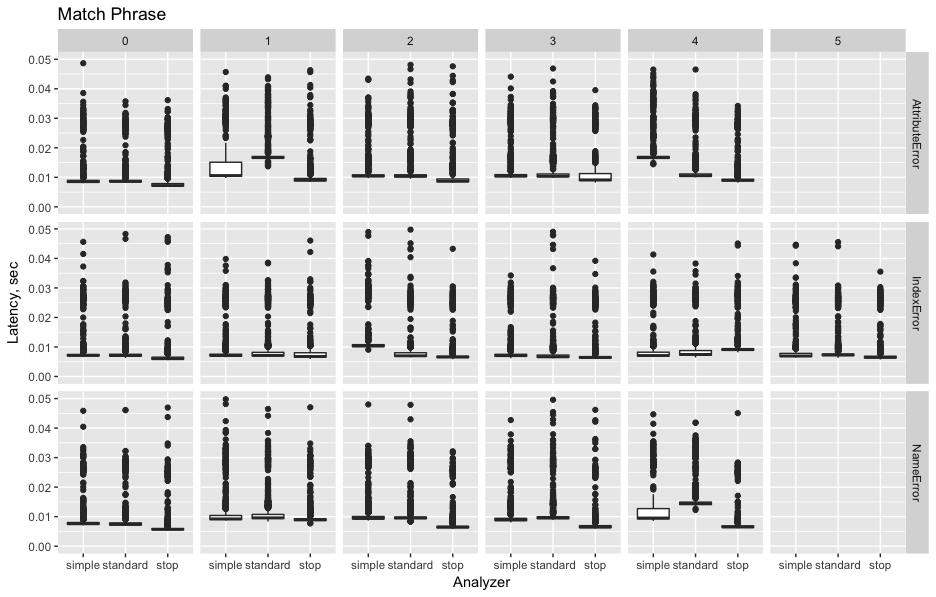 Match Phrase
0 1 2 3 4 5
0.05
0.04
0.03
0.02
0.01
0.00
AttributeError
0.05
0.04
0.03
0.02
0.01
0.00
IndexError
0.05
0.04
0.03
0.02
0.01
0.00
NameError
Latency, sec
simple standard stop simple standard stop simple standard stop simple standard stop simple standard stop simple standard stop
Analyzer